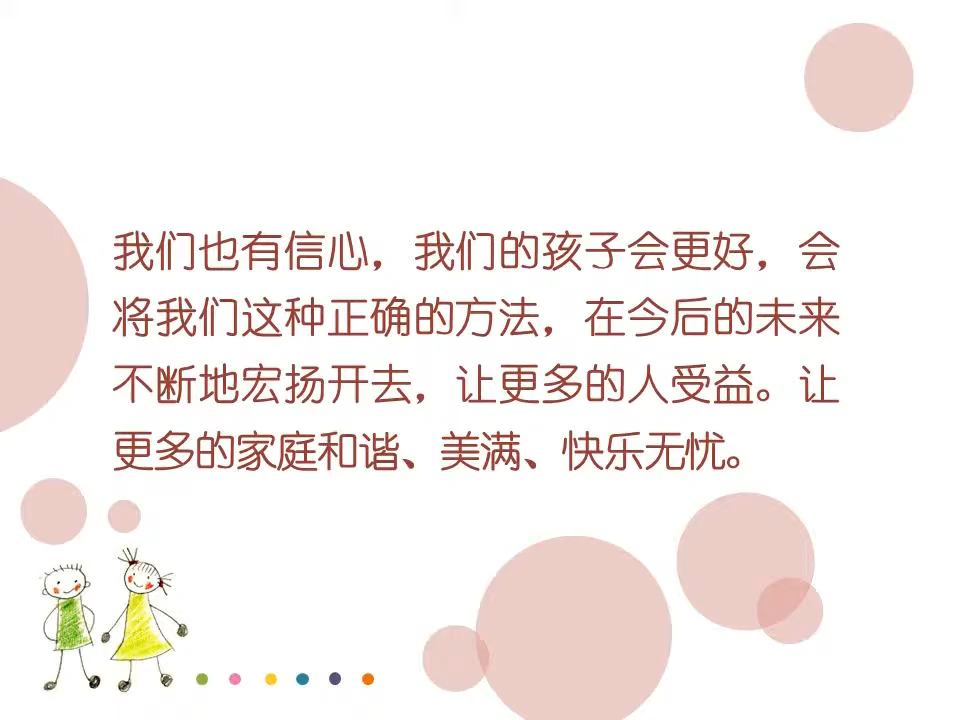 我们也有信心，我们的孩子会更好，会
将我们这种正确的方法，在今后的未来
不断地宏扬开去，让更多的人受益。让
更多的家庭和谐、美满、快乐无忧。